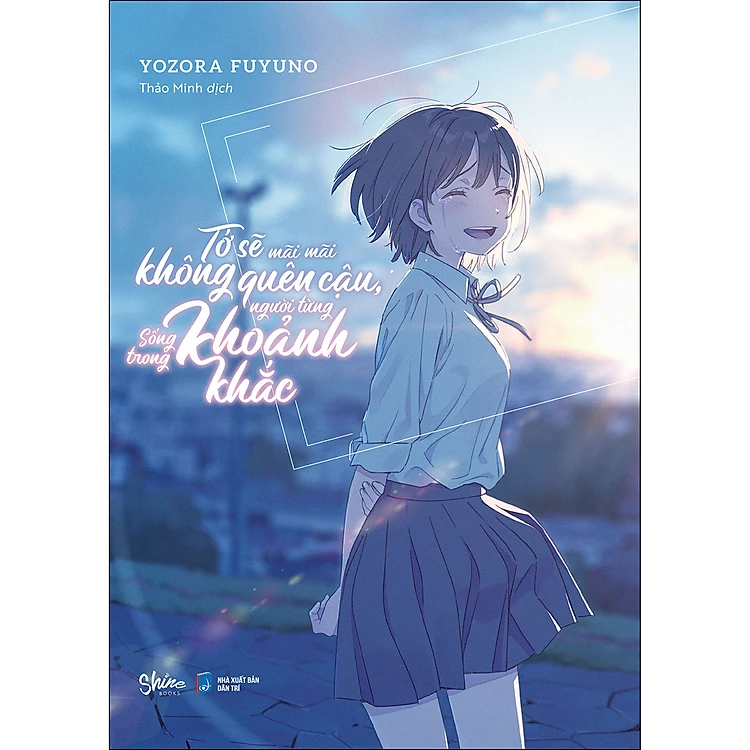 YOZORA FUYUNO
Thảo Minh dịch
Tớ sẽ mãi mãi
không quên cậu,
người từng
Sống
trong
khoảnh
khắc
Shine
BOOKS
NHÀ XUẤT BẢN
DÂN TRÍ